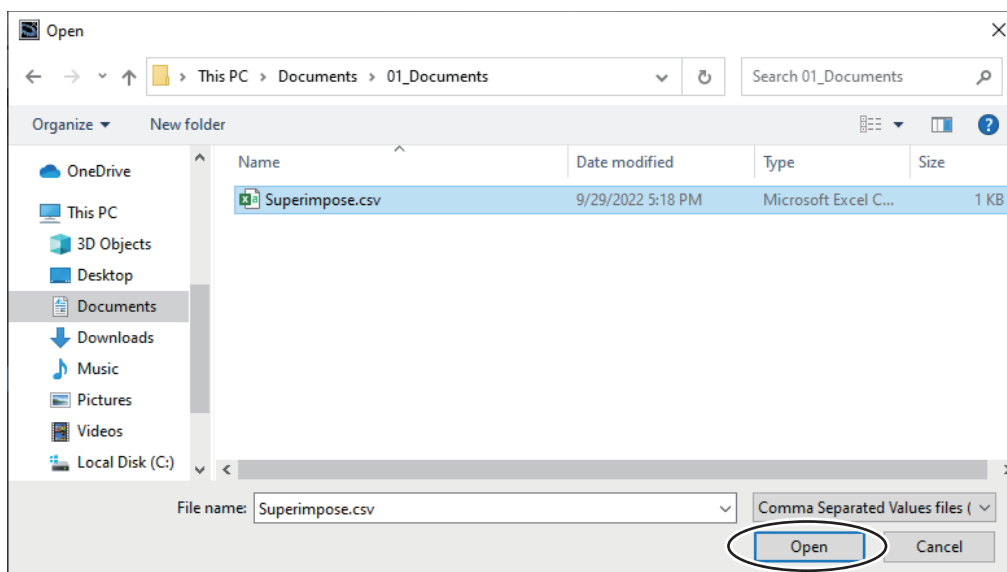 Open
This PC > Documents > 01_Documents
Search 01_Documents
Organize
New folder
Name
Date modified
Type
Size
OneDrive
This PC
3D Objects
Desktop
Documents
Downloads
Music
Pictures
Videos
Local Disk (C:)
Superimpose.csv 9/29/2022 5:18 PM Microsoft Excel C... 1 KB
File name: Superimpose.csv
Comma Separated Values files (
Open
Cancel